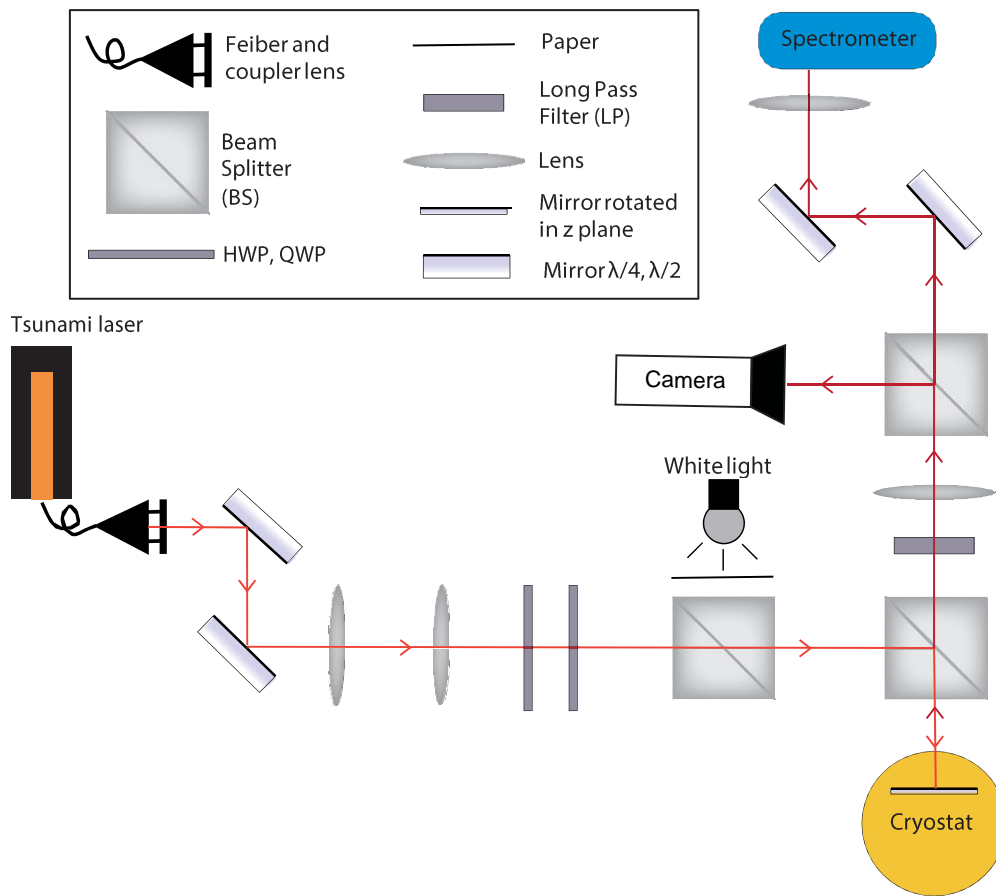 Feiber and
coupler lens
Beam
Splitter
(BS)
HWP, QWP
Paper
Long Pass
Filter (LP)
Lens
Mirror rotated
in z plane
Mirror λ/4, λ/2
Spectrometer
Tsunami laser
Camera
White light
Cryostat